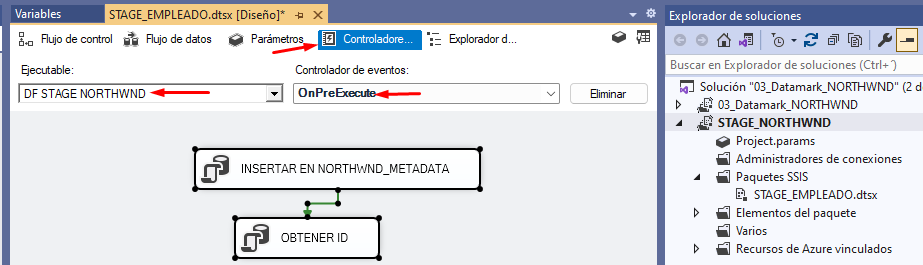 Variables
STAGE_EMPLEADO.dtsx [Diseño]*
Flujo de control
Flujo de datos
Parámetros
Controladore...
Explorador d...
Ejecutable:
Controlador de eventos:
DF STAGE NORTHWND
OnPreExecute
Eliminar
INSERTAR EN NORTHWND_METADATA
OBTENER ID
Explorador de soluciones
Buscar en Explorador de soluciones (Ctrl+´)
Solución "03_Datamark_NORTHWND" (2 de
03_Datamark_NORTHWND
STAGE_NORTHWND
Project.params
Administradores de conexiones
Paquetes SSIS
STAGE_EMPLEADO.dtsx
Elementos del paquete
Varios
Recursos de Azure vinculados